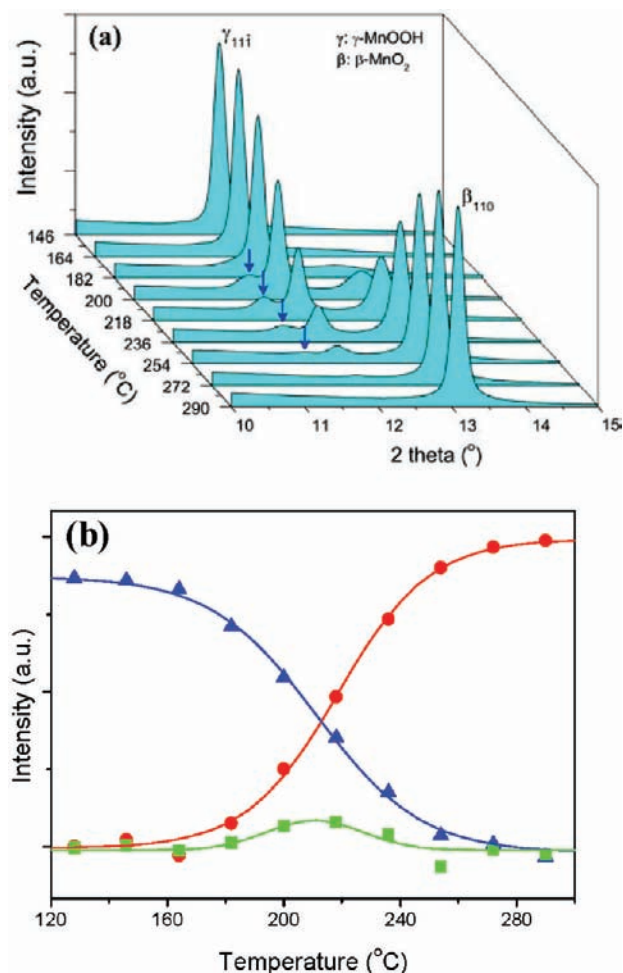 (a)
γ11ī
γ: γ-MnOOH
β: β-MnO2
β110
Intensity (a.u.)
146
164
182
200
218
236
254
272
290
Temperature (°C)
10 11 12 13 14 15
2 theta (°)
(b)
Intensity (a.u.)
120 160 200 240 280
Temperature (°C)